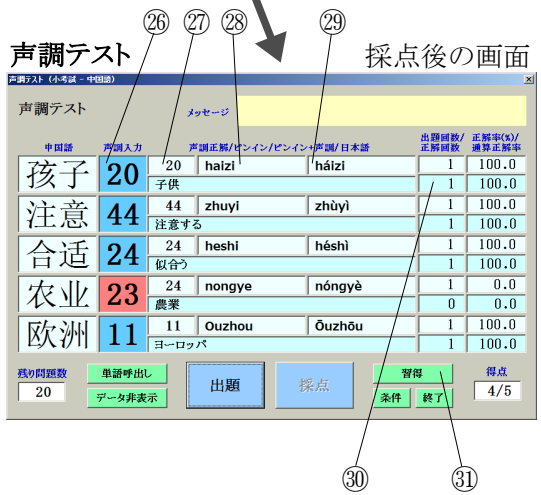 ㉖ ㉗ ㉘ ㉙
声調テスト 採点後の画面
声調テスト（小考試－中国語）
声調テスト メッセージ
出題回数/ 正解率(%)/
中国語 声調入力 声調正解/ピンイン/ピンイン+声調/日本語 正解回数 通算正解率
孩子 20 20 haizi háizi 1 100.0
子供 1 100.0
注意 44 44 zhuyi zhùyì 1 100.0
注意する 1 100.0
合适 24 24 heshi héshì 1 100.0
似合う 1 100.0
农业 23 24 nongye nóngyè 1 0.0
農業 0 0.0
欧洲 11 11 Ouzhou Ōuzhōu 1 100.0
ヨーロッパ 1 100.0
残り問題数 単語呼出し 出題 採点 習得 得点
20 データ非表示 条件 終了 4/5
㉚ ㉛